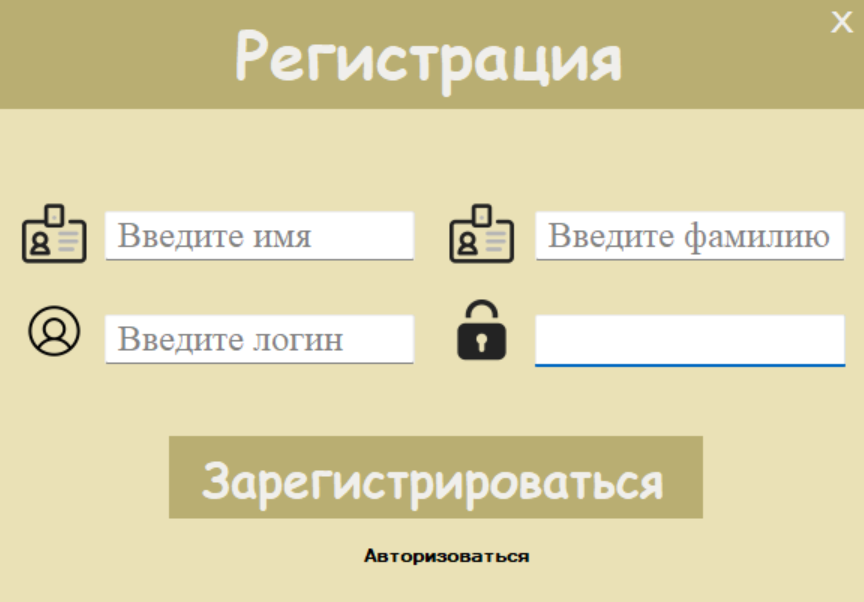 X
Регистрация
Введите имя
Введите фамилию
Введите логин
Зарегистрироваться
Авторизоваться